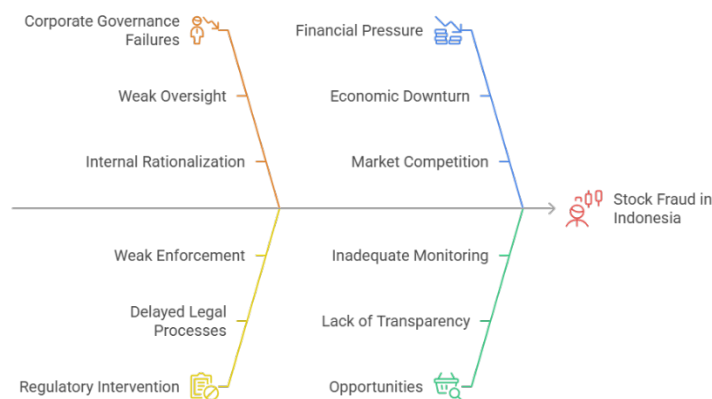 Corporate Governance
Failures
Financial Pressure
Weak Oversight
Economic Downturn
Internal Rationalization
Market Competition
Stock Fraud in
Indonesia
Weak Enforcement
Inadequate Monitoring
Delayed Legal
Processes
Lack of Transparency
Regulatory Intervention
Opportunities